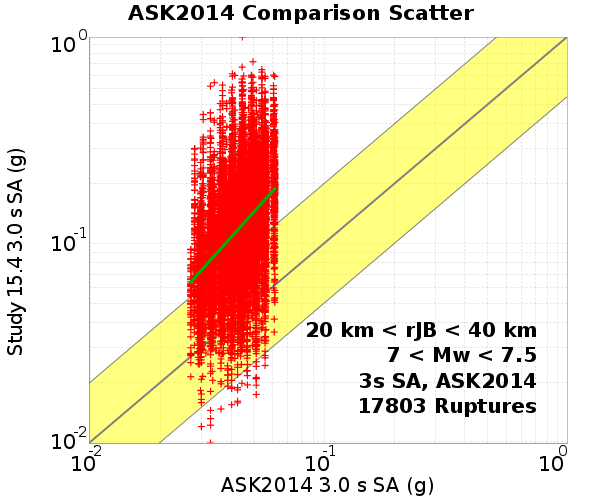 ASK2014 Comparison Scatter
10^0
10^-1
10^-2
Study 15.4 3.0 s SA (g)
20 km < rJB < 40 km
7 < Mw < 7.5
3s SA, ASK2014
17803 Ruptures
10^-2 10^-1 10^0
ASK2014 3.0 s SA (g)